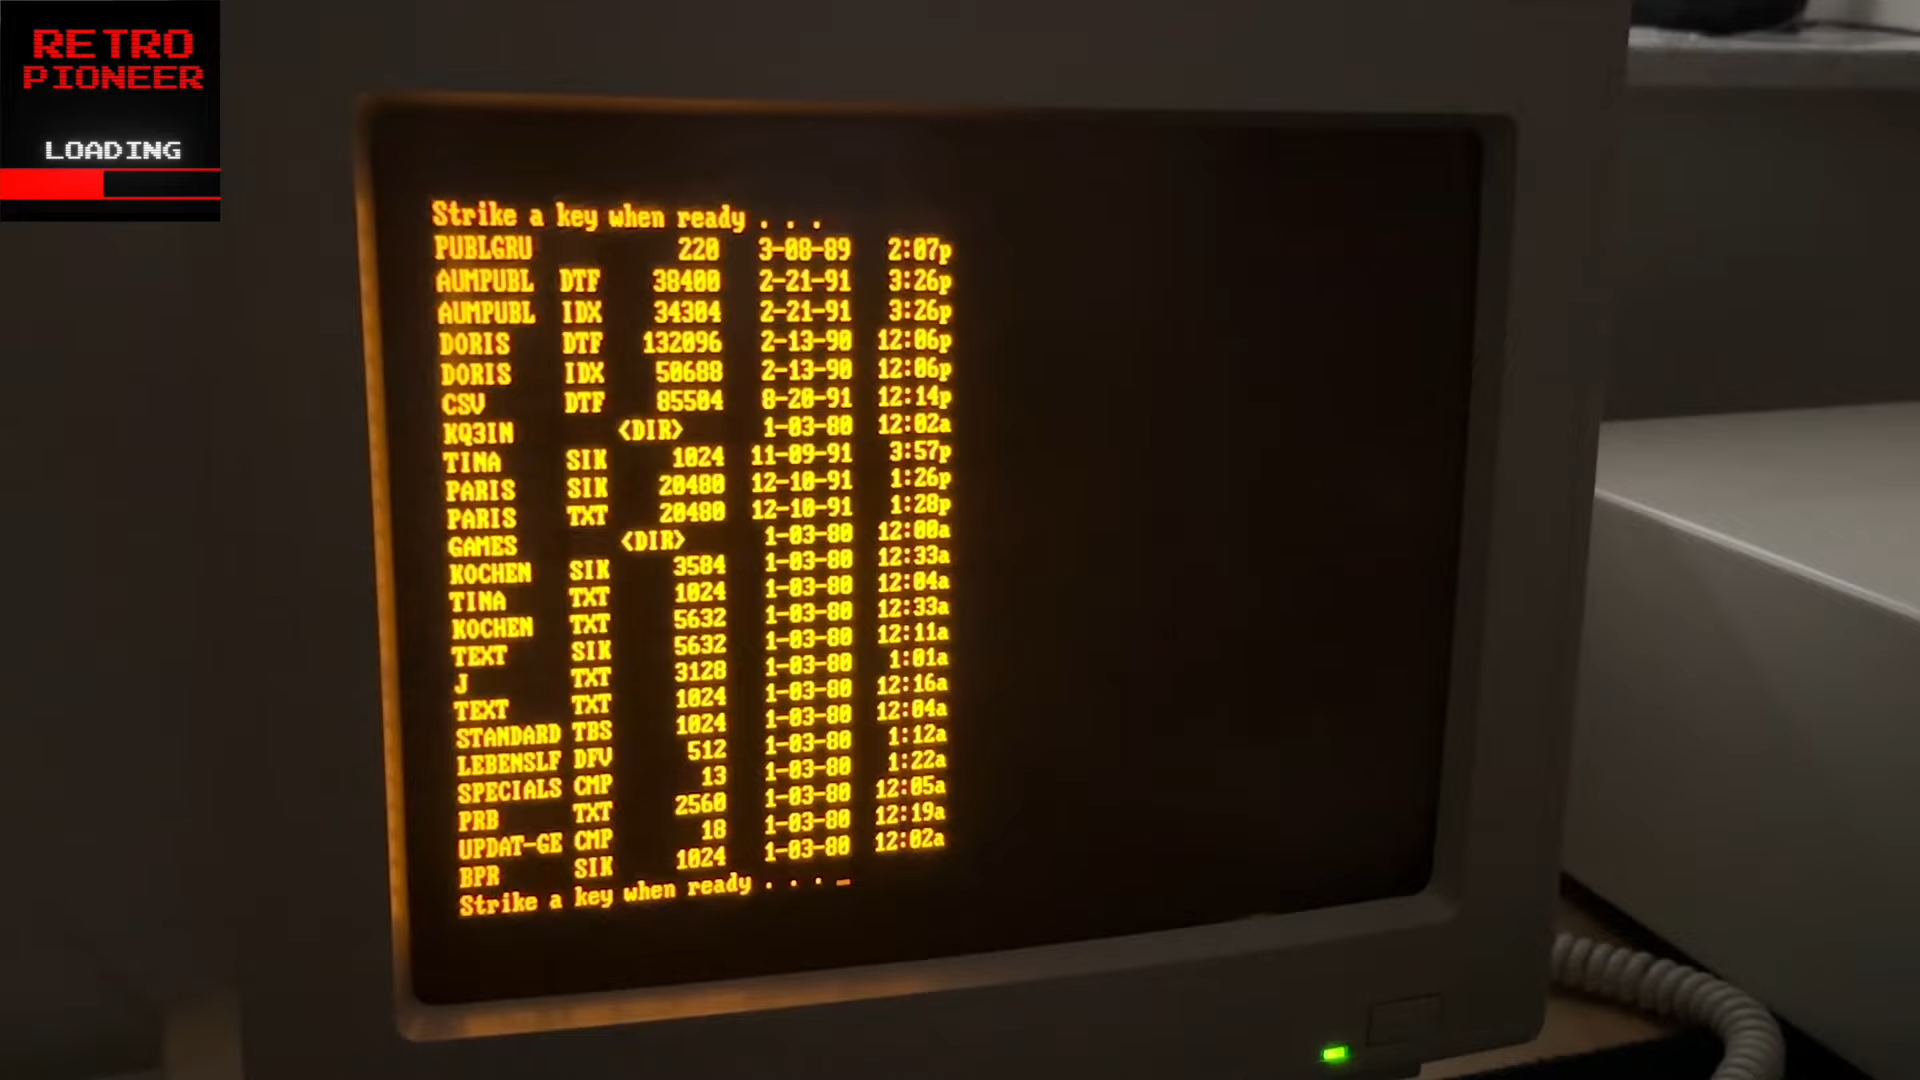 RETRO
PIONEER
LOADING
Strike a key when ready . . .
PUBLGRU 220 3-08-89 2:07p
AUMPUBL DTF 38400 2-21-91 3:26p
AUMPUBL IDX 34304 2-21-91 3:26p
DORIS DTF 132096 2-13-90 12:06p
DORIS IDX 50688 2-13-90 12:06p
CSV DTF 85504 8-20-91 12:14p
KQ3IN <DIR> 1-03-80 12:02a
TINA SIK 1024 11-09-91 3:57p
PARIS SIK 20480 12-10-91 1:26p
PARIS TXT 20480 12-10-91 1:28p
GAMES <DIR> 1-03-80 12:00a
KOCHEN SIK 3584 1-03-80 12:33a
TINA TXT 1024 1-03-80 12:04a
KOCHEN TXT 5632 1-03-80 12:33a
TEXT SIK 5632 1-03-80 12:11a
J TXT 3128 1-03-80 1:01a
TEXT TXT 1024 1-03-80 12:16a
STANDARD TBS 1024 1-03-80 12:04a
LEBENSLF DFV 512 1-03-80 1:12a
SPECIALS CMP 13 1-03-80 1:22a
PRB TXT 2560 1-03-80 12:05a
UPDAT-GE CMP 18 1-03-80 12:19a
BPR SIK 1024 1-03-80 12:02a
Strike a key when ready . . . _